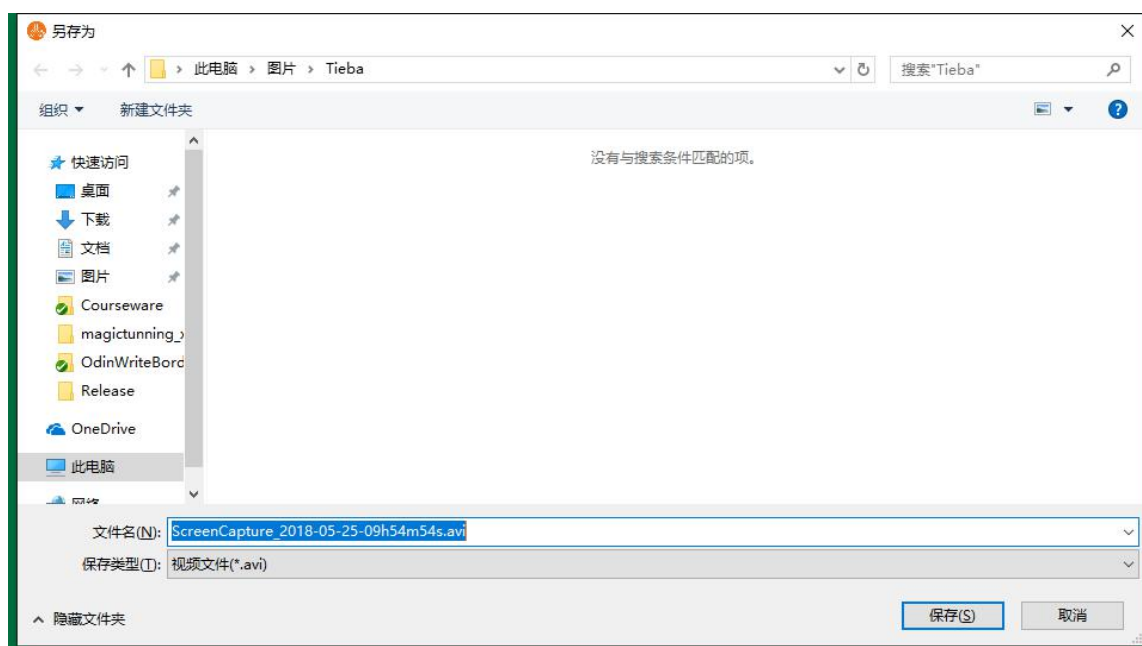 另存为
此电脑 › 图片 › Tieba
搜索"Tieba"
组织
新建文件夹
没有与搜索条件匹配的项。
快速访问
桌面
下载
文档
图片
Courseware
magictunning_
OdinWriteBord
Release
OneDrive
此电脑
网络
文件名(N): ScreenCapture_2018-05-25-09h54m54s.avi
保存类型(T): 视频文件(*.avi)
隐藏文件夹
保存(S)
取消